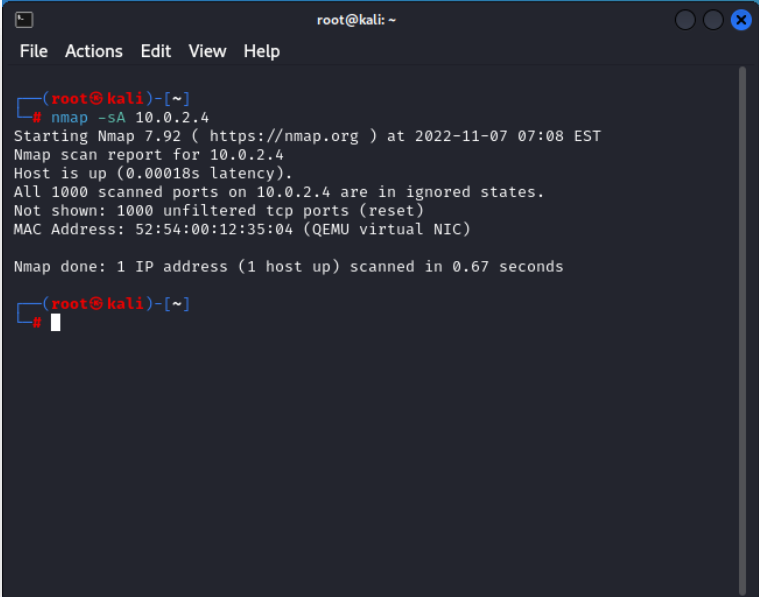 root@kali: ~
File Actions Edit View Help
┌──(root㉿kali)-[~]
└─# nmap -sA 10.0.2.4
Starting Nmap 7.92 ( https://nmap.org ) at 2022-11-07 07:08 EST
Nmap scan report for 10.0.2.4
Host is up (0.00018s latency).
All 1000 scanned ports on 10.0.2.4 are in ignored states.
Not shown: 1000 unfiltered tcp ports (reset)
MAC Address: 52:54:00:12:35:04 (QEMU virtual NIC)
Nmap done: 1 IP address (1 host up) scanned in 0.67 seconds
┌──(root㉿kali)-[~]
└─#